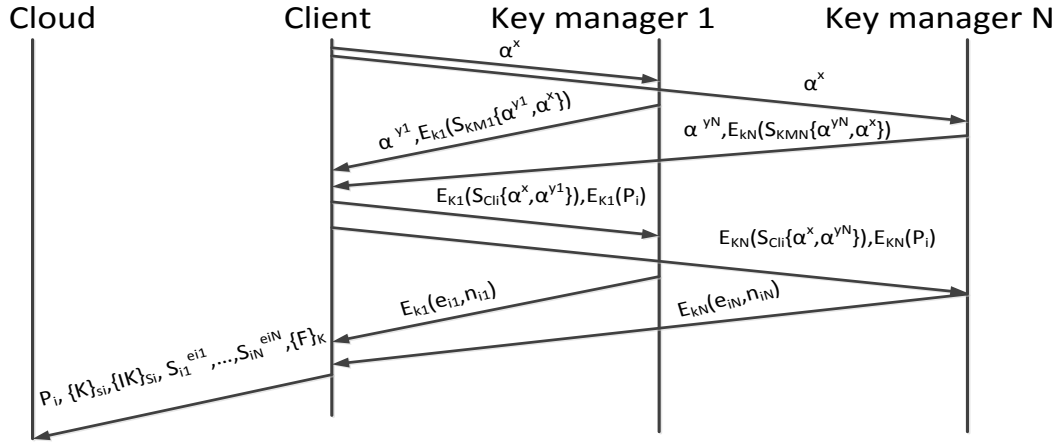 Cloud Client Key manager 1 Key manager N
α^x
α^x
α^y1,E_k1(S_KM1{α^y1,α^x})
α^yN,E_kN(S_KMN{α^yN,α^x})
E_K1(S_Cli{α^x,α^y1}),E_K1(P_i)
E_KN(S_Cli{α^x,α^yN}),E_KN(P_i)
E_k1(e_i1,n_i1)
E_kN(e_iN,n_iN)
P_i, {K}_si,{IK}_Si, S_i1^ei1,...,S_iN^eiN,{F}_K